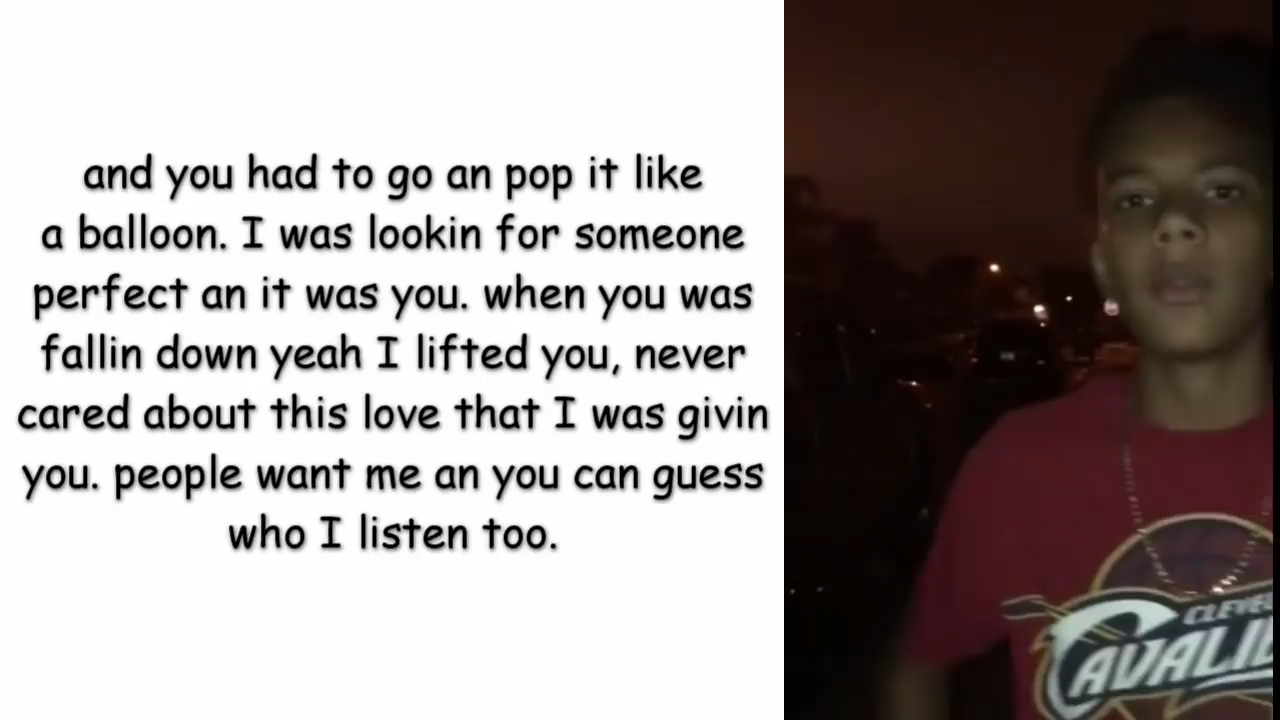 and you had to go an pop it like
a balloon. I was lookin for someone
perfect an it was you. when you was
fallin down yeah I lifted you, never
cared about this love that I was givin
you. people want me an you can guess
who I listen too.
CLEVE
CAVALI